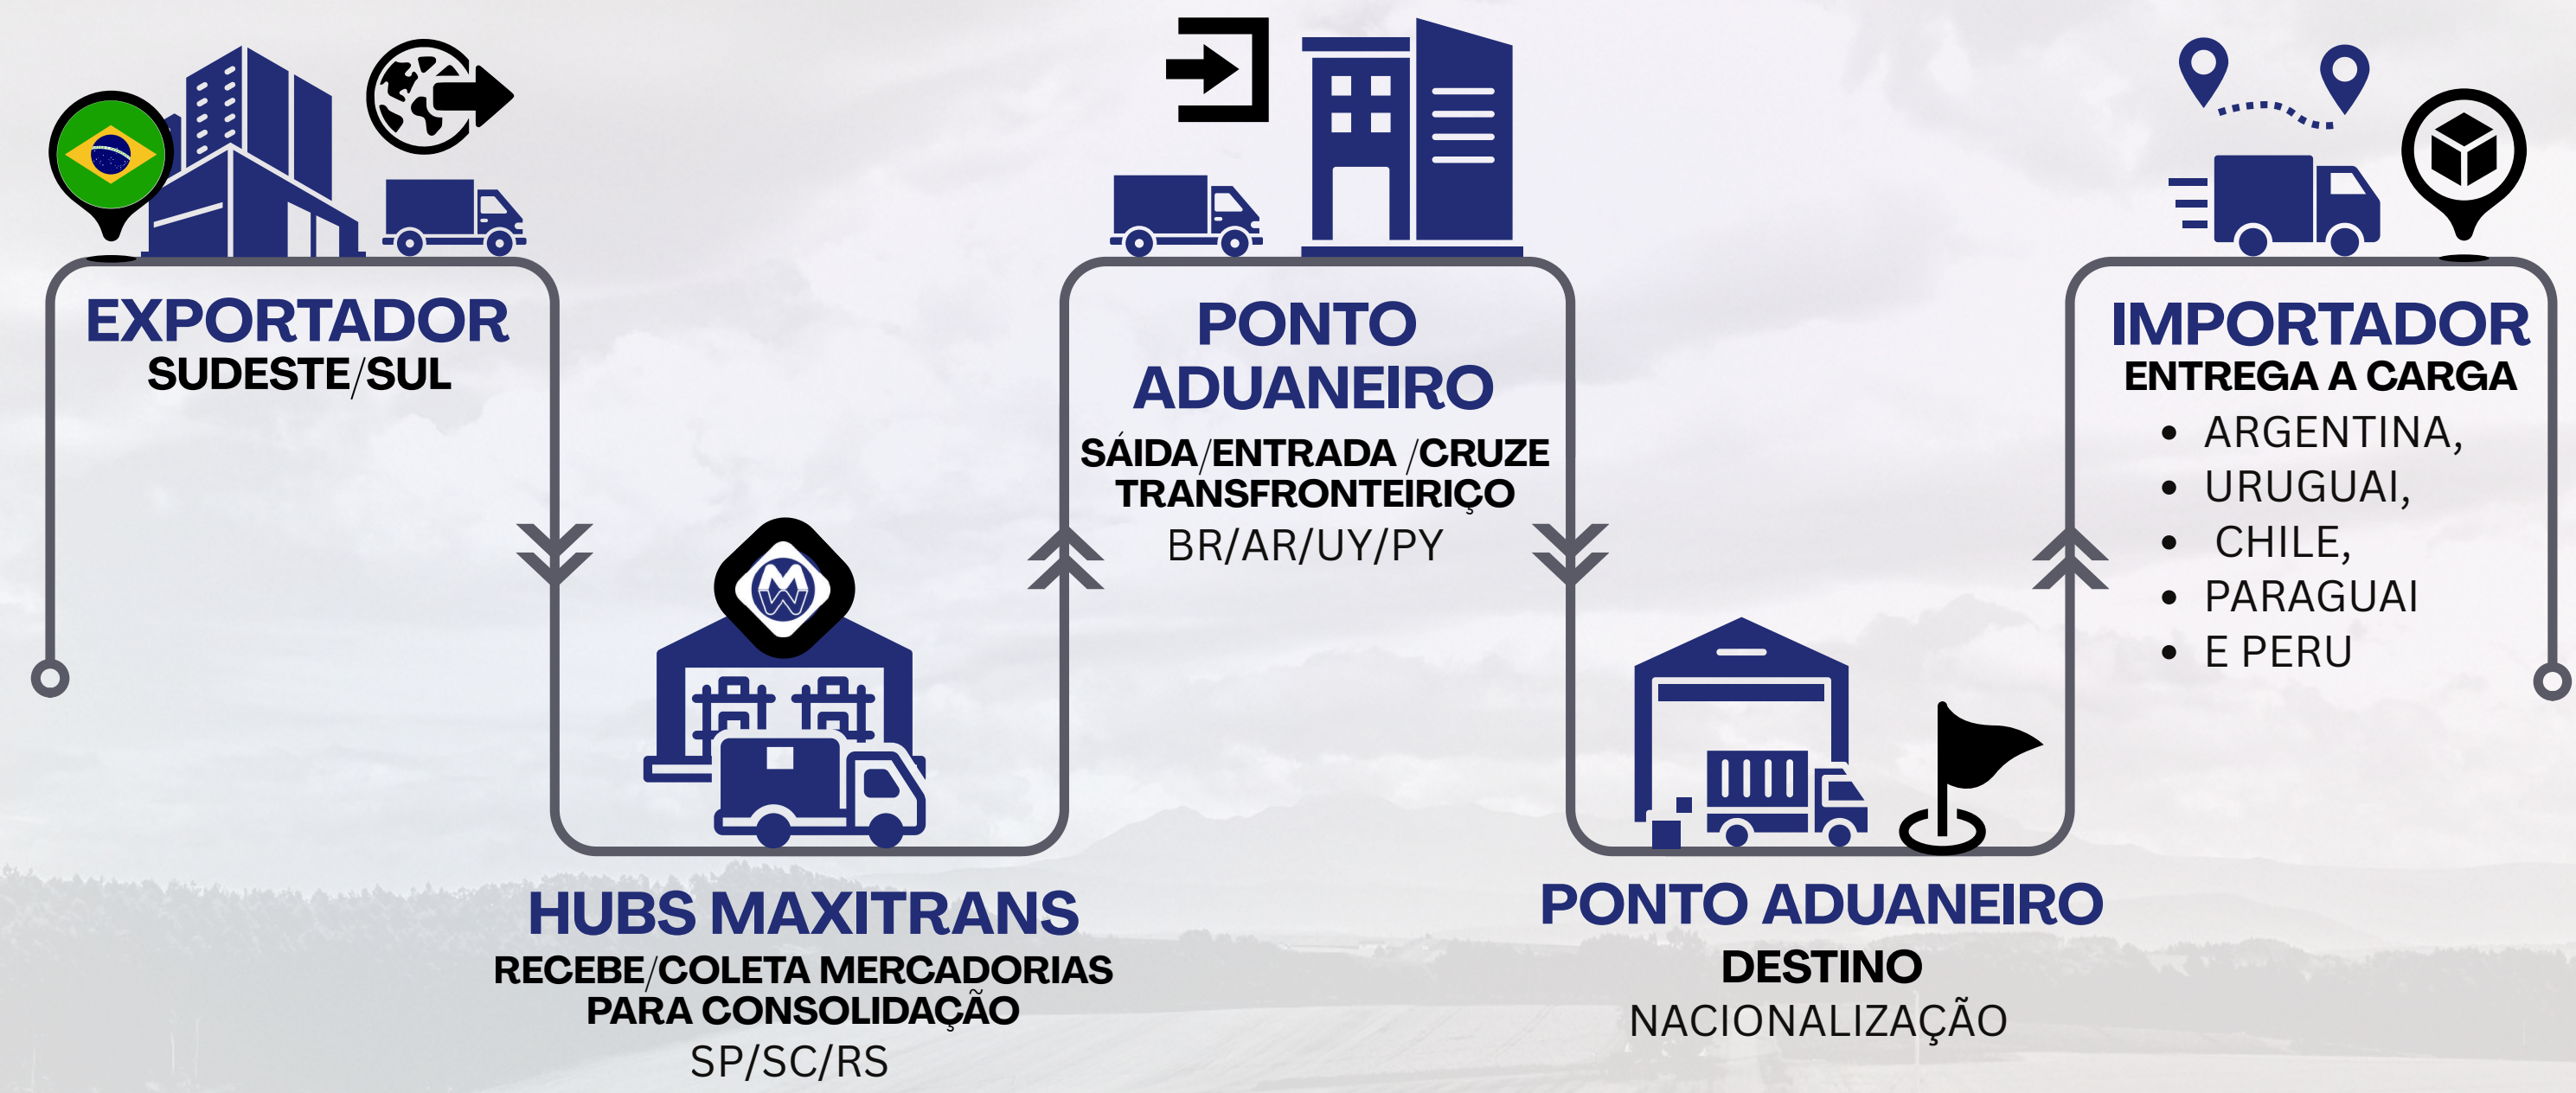 EXPORTADOR
SUDESTE/SUL
HUBS MAXITRANS
RECEBE/COLETA MERCADORIAS
PARA CONSOLIDAÇÃO
SP/SC/RS
PONTO
ADUANEIRO
SÁIDA/ENTRADA /CRUZE
TRANSFRONTEIRIÇO
BR/AR/UY/PY
PONTO ADUANEIRO
DESTINO
NACIONALIZAÇÃO
IMPORTADOR
ENTREGA A CARGA
• ARGENTINA,
• URUGUAI,
• CHILE,
• PARAGUAI
• E PERU